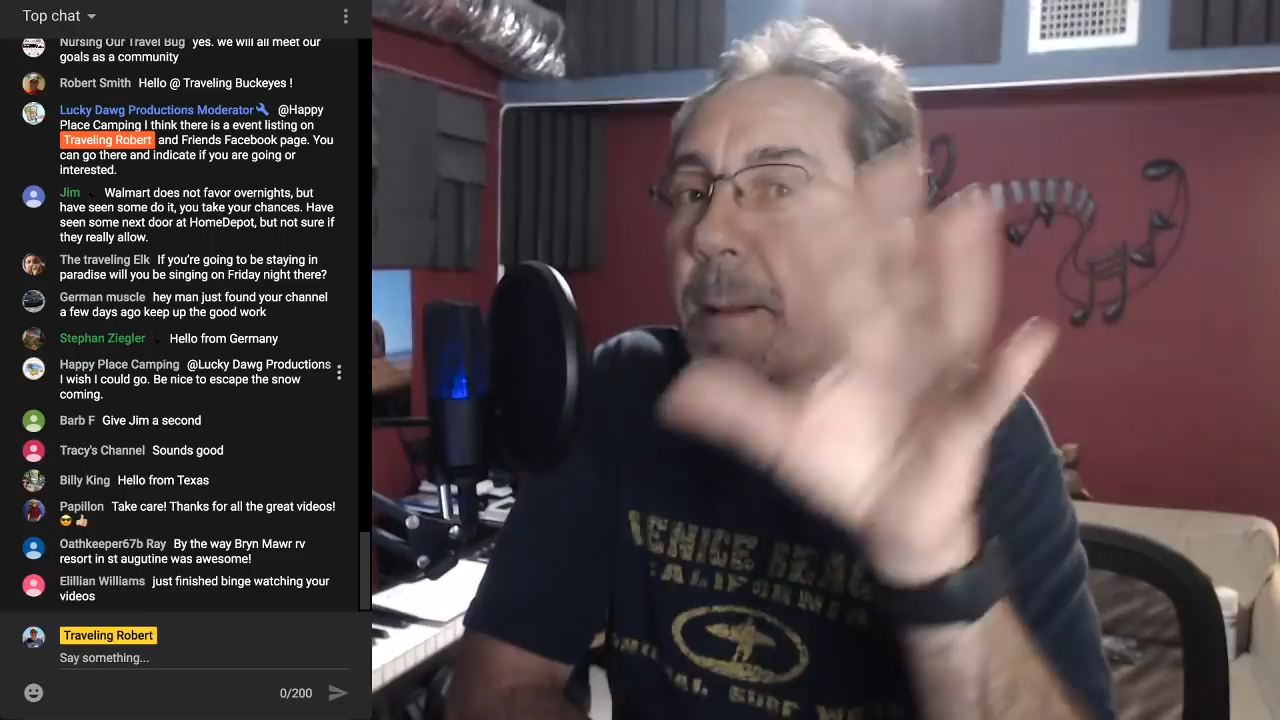 Top chat
Nursing Our Travel Bug yes. we will all meet our
goals as a community
Robert Smith Hello @ Traveling Buckeyes !
Lucky Dawg Productions Moderator @Happy
Place Camping I think there is a event listing on
Traveling Robert and Friends Facebook page. You
can go there and indicate if you are going or
interested.
Jim Walmart does not favor overnights, but
have seen some do it, you take your chances. Have
seen some next door at HomeDepot, but not sure if
they really allow.
The traveling Elk If you're going to be staying in
paradise will you be singing on Friday night there?
German muscle hey man just found your channel
a few days ago keep up the good work
Stephan Ziegler Hello from Germany
Happy Place Camping @Lucky Dawg Productions
I wish I could go. Be nice to escape the snow
coming.
Barb F Give Jim a second
Tracy's Channel Sounds good
Billy King Hello from Texas
Papillon Take care! Thanks for all the great videos!
😎👍🏼
Oathkeeper67b Ray By the way Bryn Mawr rv
resort in st augutine was awesome!
Elillian Williams just finished binge watching your
videos
Traveling Robert
Say something...
0/200
VENICE BEAC
CALIFORNIA
SURF